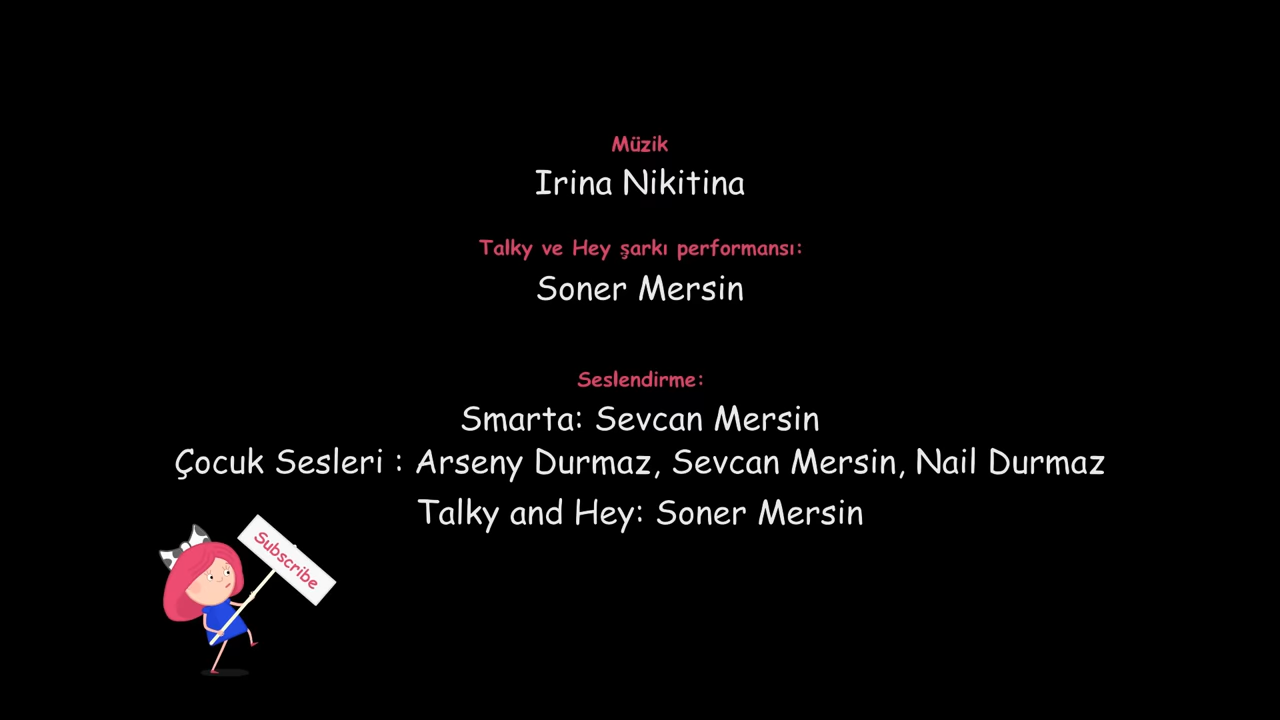 Müzik
Irina Nikitina
Talky ve Hey şarkı performansı:
Soner Mersin
Seslendirme:
Smarta: Sevcan Mersin
Çocuk Sesleri : Arseny Durmaz, Sevcan Mersin, Nail Durmaz
Talky and Hey: Soner Mersin
Subscribe